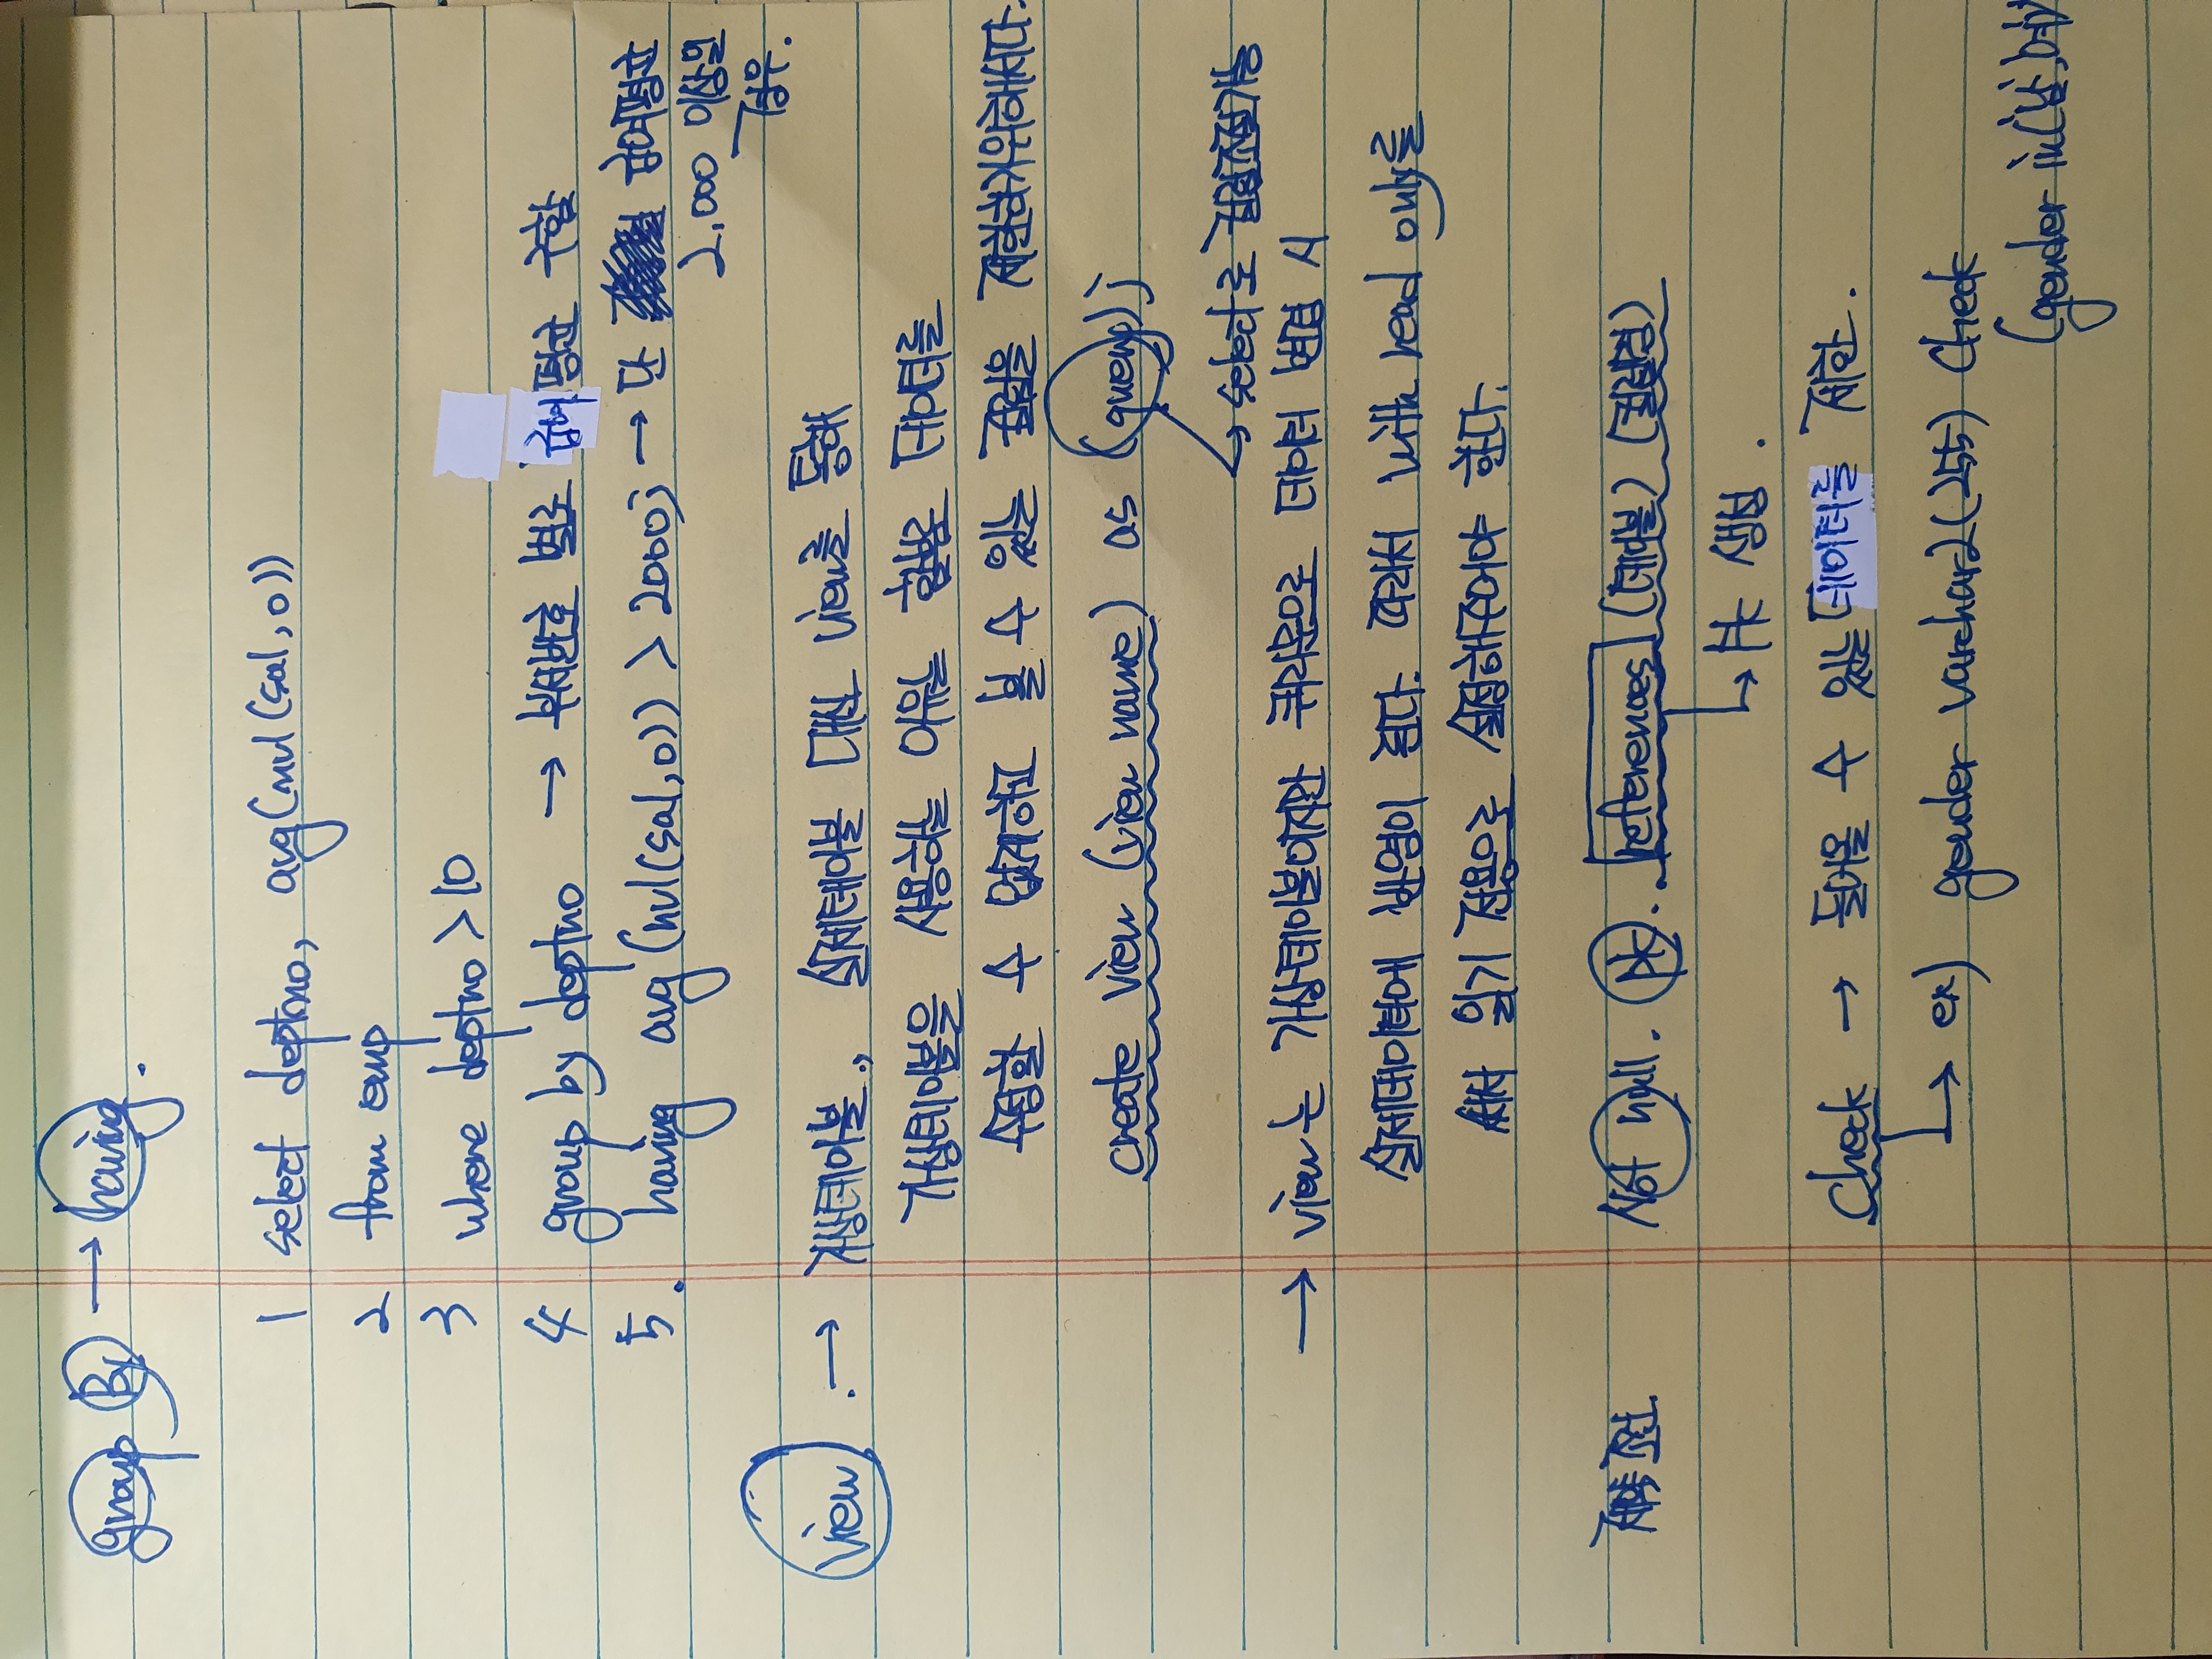 group By → having.
1 select deptno, avg(nvl(sal,0))
2 from emp
3 where deptno > 10
4 group by deptno → 부서번호 별로 급여 평균 구함
5. having avg(nvl(sal,0)) > 2000; → 단 급여평균
2,000 이상일
경우.
view. → 가상테이블., 실제테이블 대신 view를 통해
가상테이블을 사용하는 이유는 함부로 데이터를
수정할 수 없게하고 볼 수 있는 컬럼을 제한하기위해서다.
create view (view name) as (query);
↳ select로 컬럼조절가능
→ view는 가상테이블이지만 쿼리문으로 데이터 변경 시
실제데이터에 반영이 된다. 따라서 with read only를
써서 읽기 전용으로 설정해주어야 한다.
제약조건 Not null. pk. references (테이블) (컬럼명)
↳ fk 생성.
check → 들어올 수 있는 데이터를 제한.
↳ ex) gender varchar2(255) check
(gender in('남','여'))